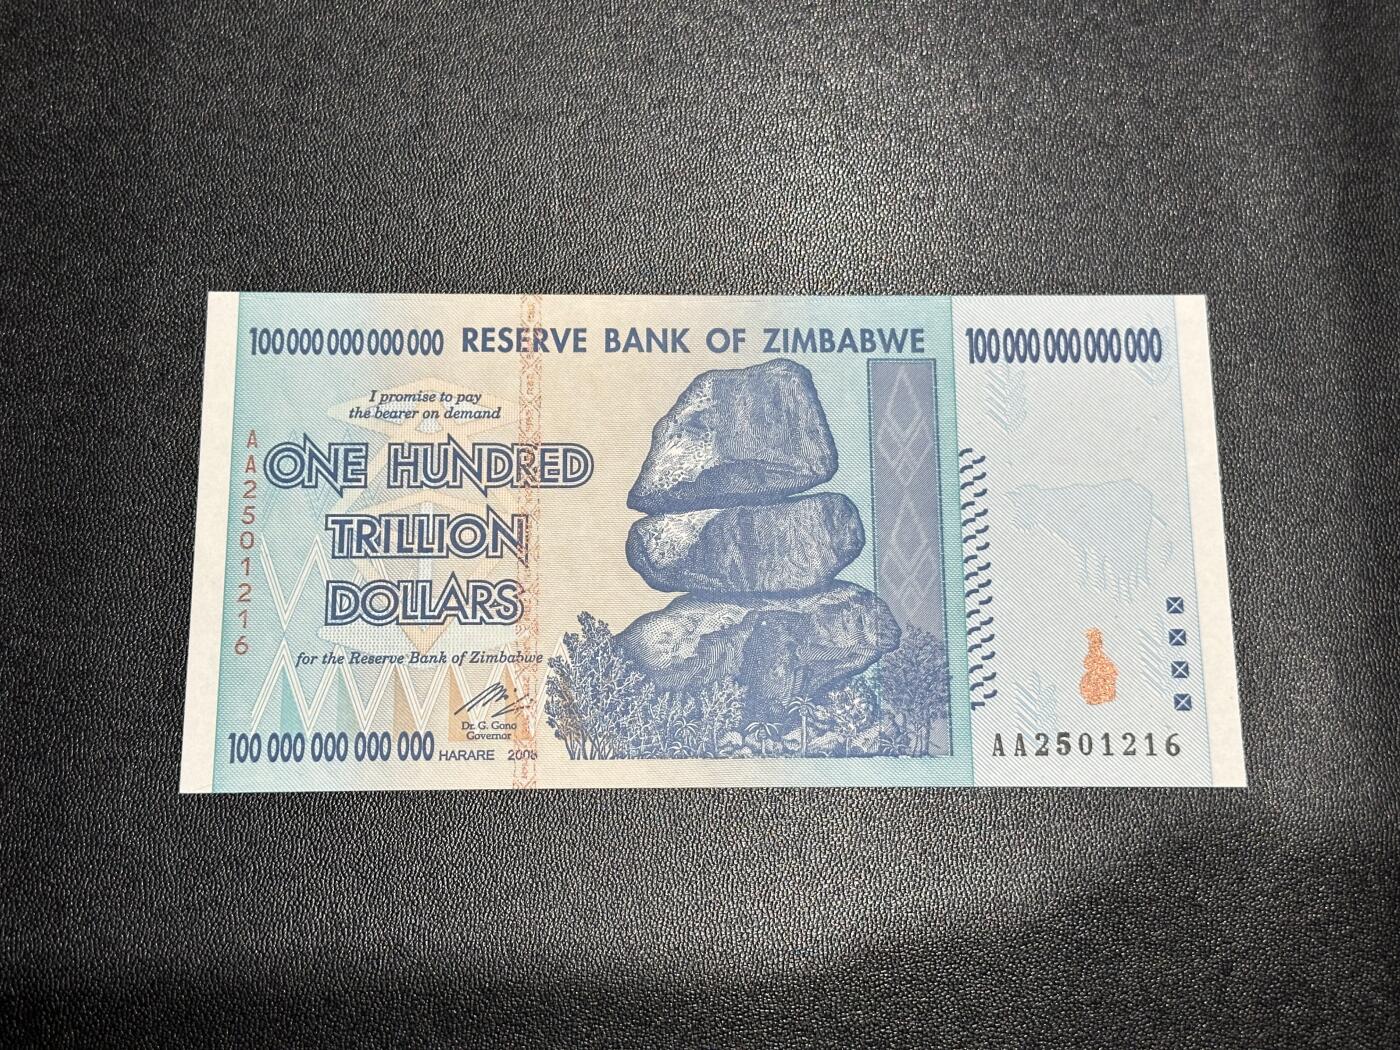 100 000 000 000 000 RESERVE BANK OF ZIMBABWE 100 000 000 000 000
I promise to pay
the bearer on demand
ONE HUNDRED
TRILLION
DOLLARS
for the Reserve Bank of Zimbabwe
Dr. G. Gono
Governor
100 000 000 000 000 HARARE 2008
AA2501216
AA2501216